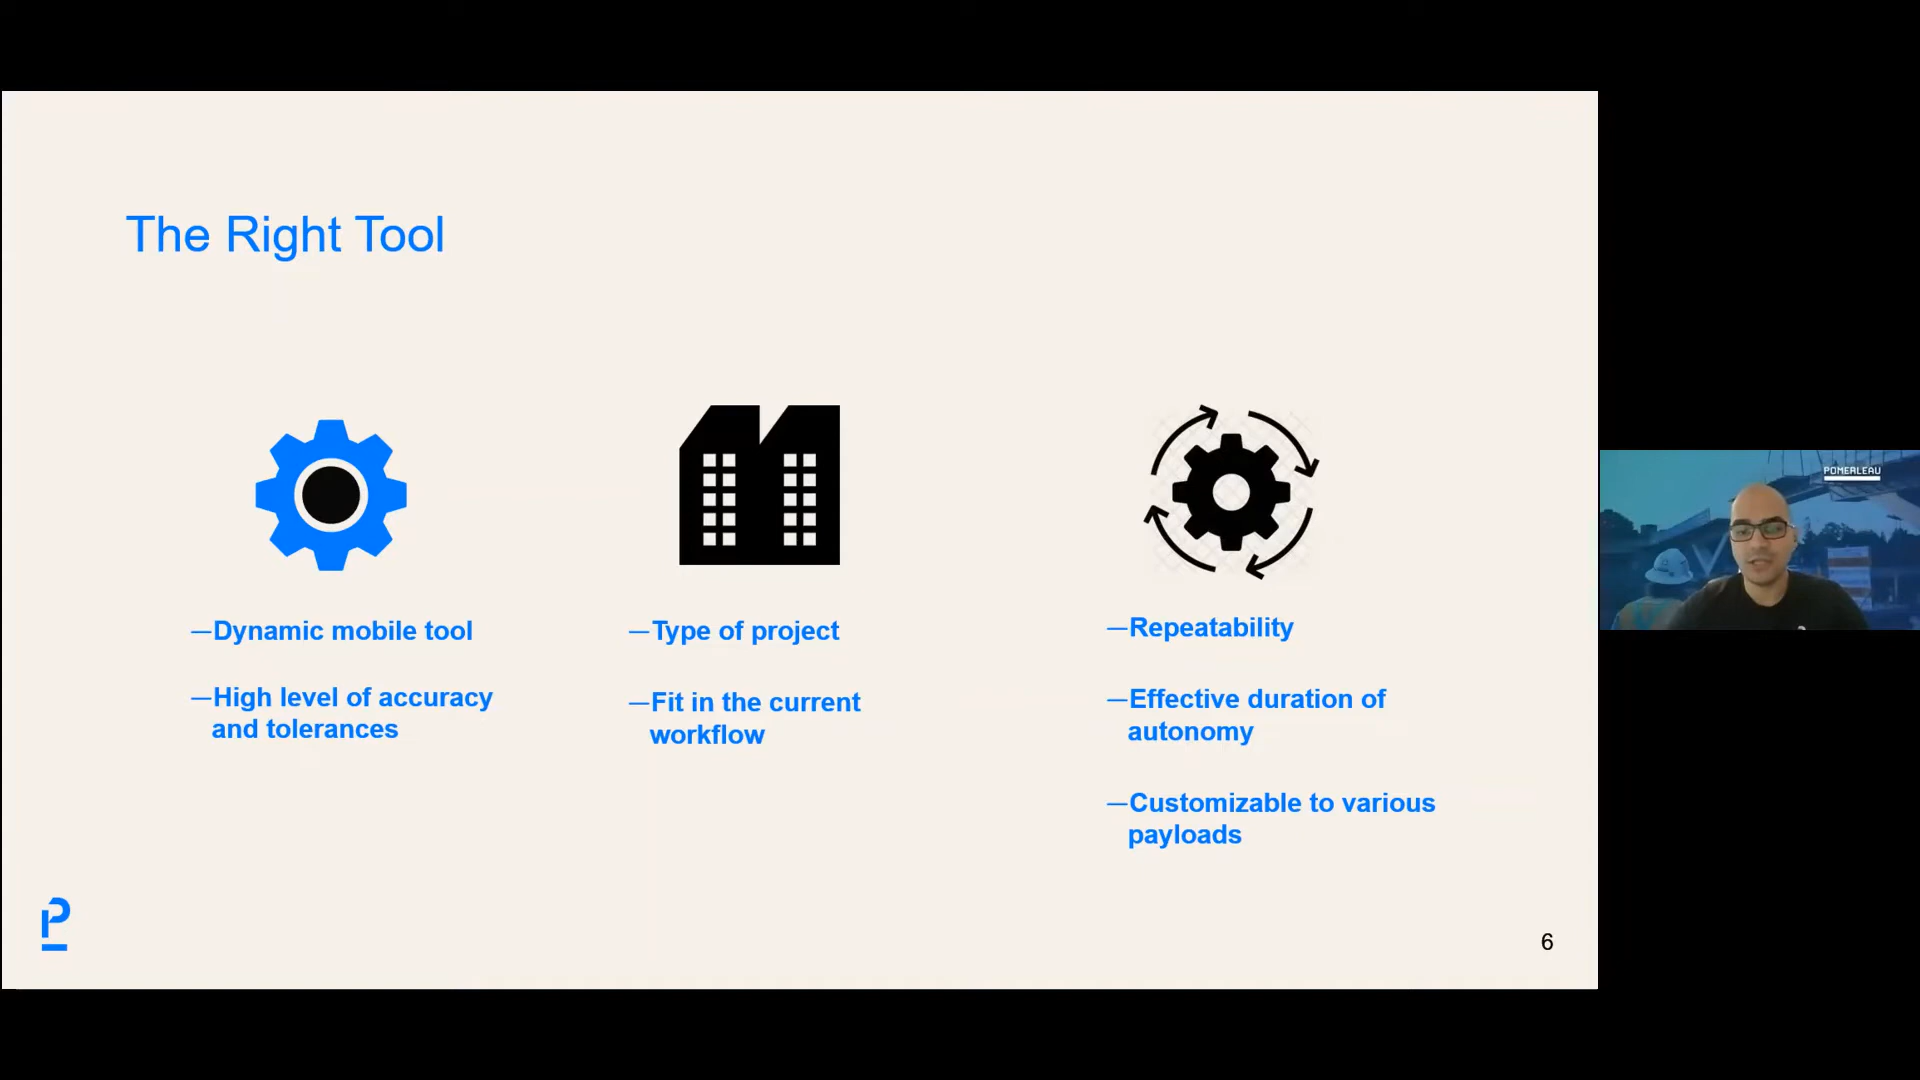 The Right Tool
—Dynamic mobile tool
—High level of accuracy
and tolerances
—Type of project
—Fit in the current
workflow
—Repeatability
—Effective duration of
autonomy
—Customizable to various
payloads
P
6
POMERLEAU